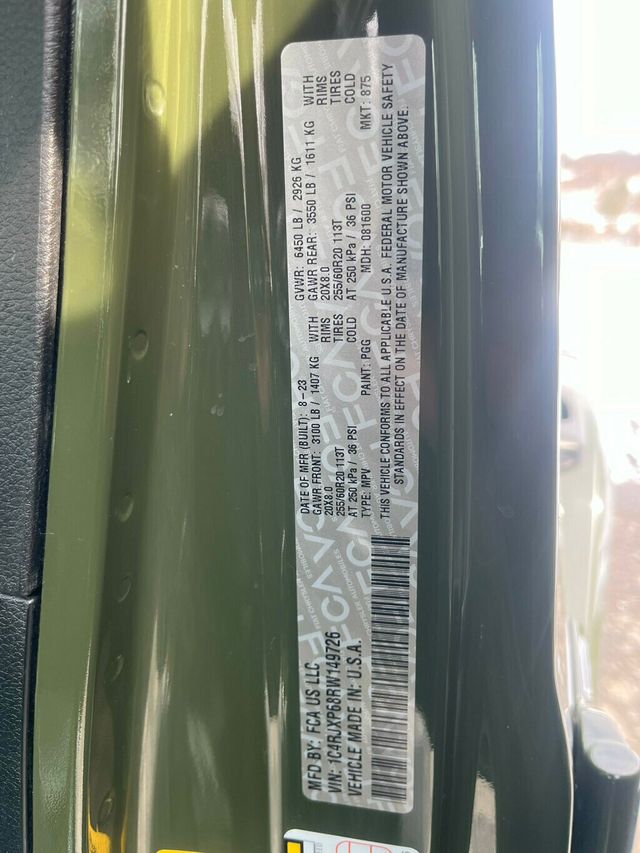 MFD BY: FCA US LLC
VIN: 1C4RJXP68RW149726
VEHICLE MADE IN: U.S.A.
DATE OF MFR (BUILT): 8-23 GVWR: 6450 LB / 2926 KG
GAWR FRONT: 3100 LB / 1407 KG WITH GAWR REAR: 3550 LB / 1611 KG WITH
20X8.0 RIMS 20X8.0 RIMS
255/60R20 113T TIRES 255/60R20 113T TIRES
AT 250 kPa / 36 PSI COLD AT 250 kPa / 36 PSI COLD
TYPE: MPV PAINT: PGG MDH: 081600 MKT: 875
THIS VEHICLE CONFORMS TO ALL APPLICABLE U.S.A. FEDERAL MOTOR VEHICLE SAFETY
STANDARDS IN EFFECT ON THE DATE OF MANUFACTURE SHOWN ABOVE.